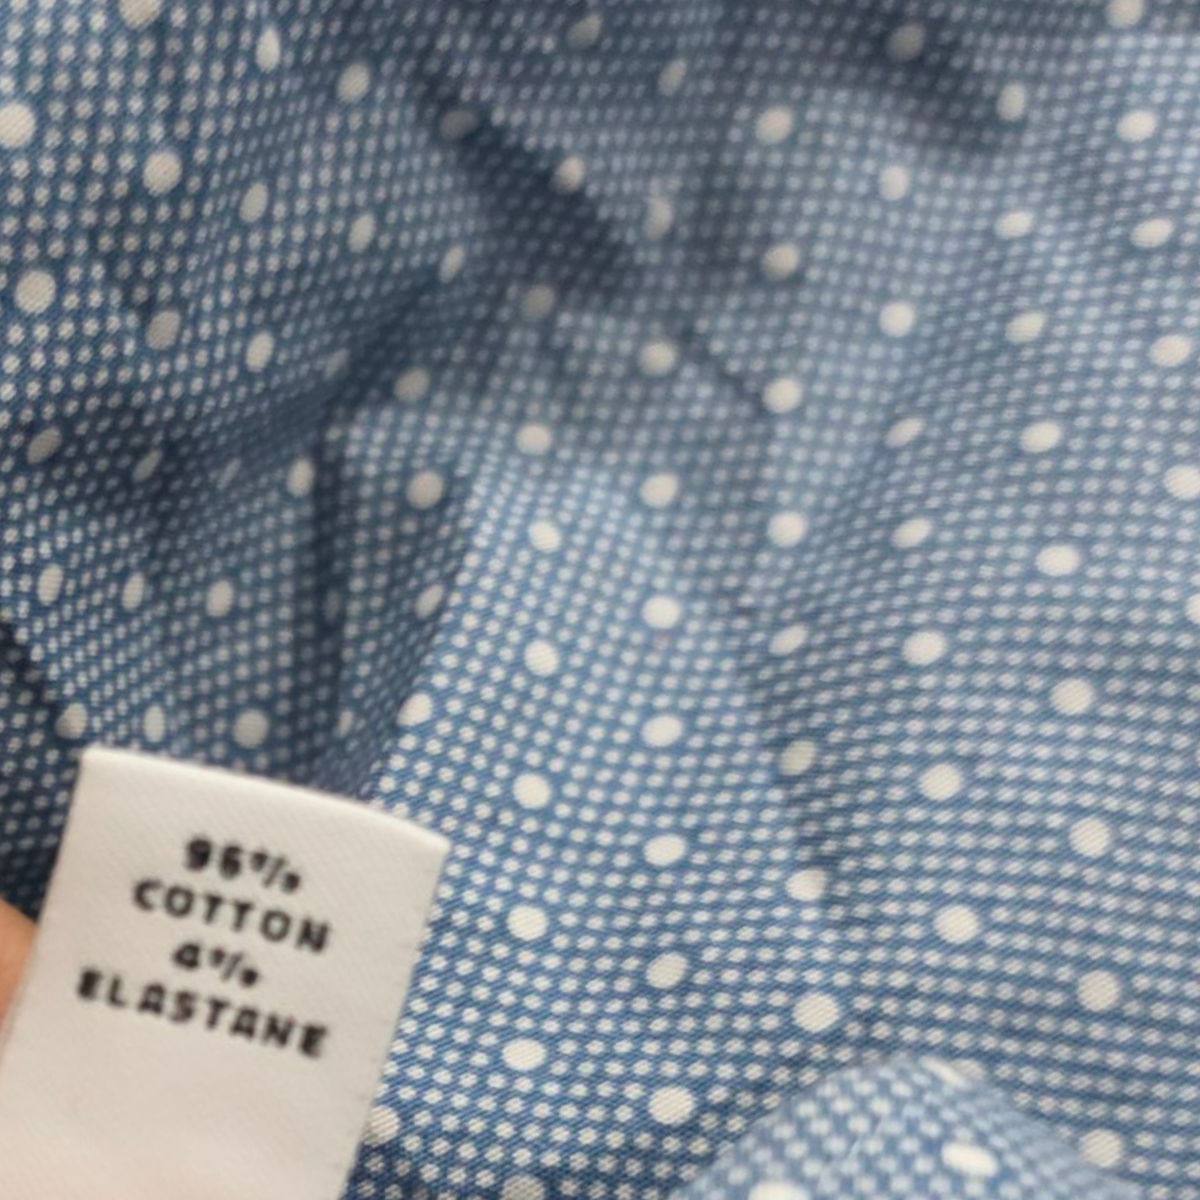 96%
COTTON
4%
ELASTANE